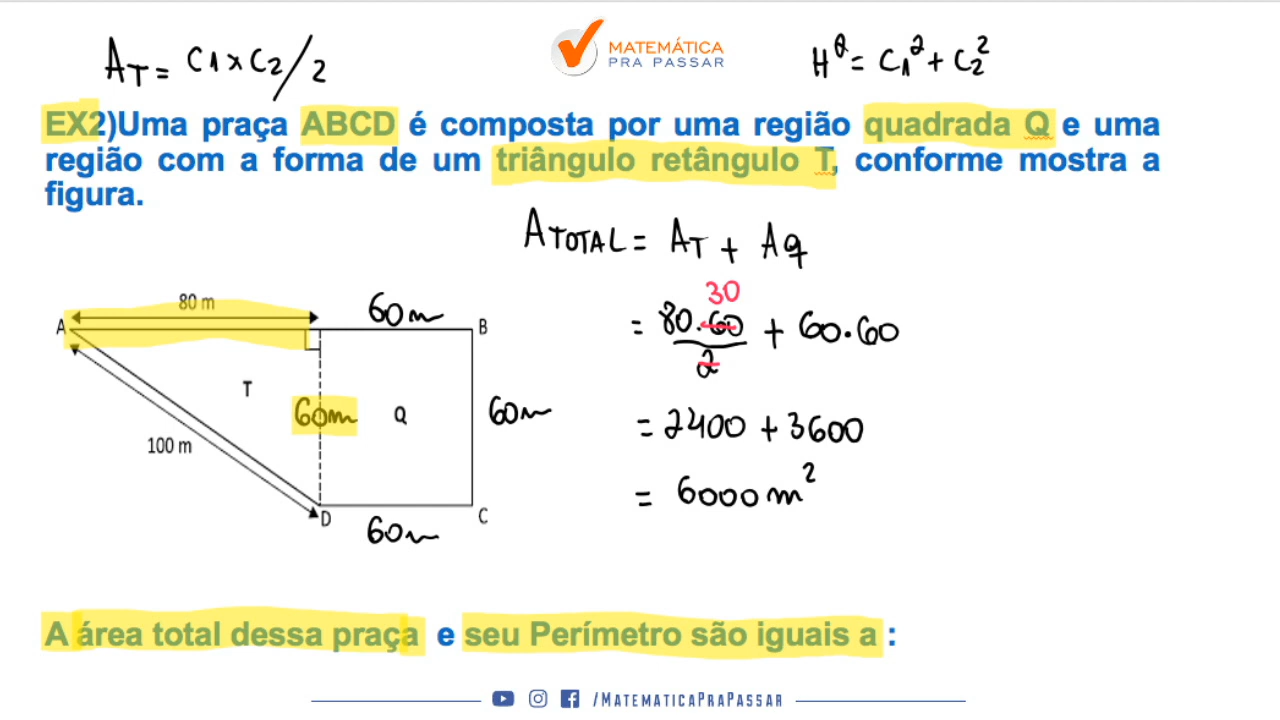 AT = C1 x C2/2
MATEMÁTICA
PRA PASSAR
H² = C1² + C2²
EX2)Uma praça ABCD é composta por uma região quadrada Q e uma
região com a forma de um triângulo retângulo T, conforme mostra a
figura.
ATOTAL = AT + Aq
80 m
60m
30
A
B
= 80.60/2 + 60.60
T
60m
Q
60m
100 m
= 2400 + 3600
= 6000 m²
D
C
60m
A área total dessa praça e seu Perímetro são iguais a :
/MATEMATICAPRAPASSAR